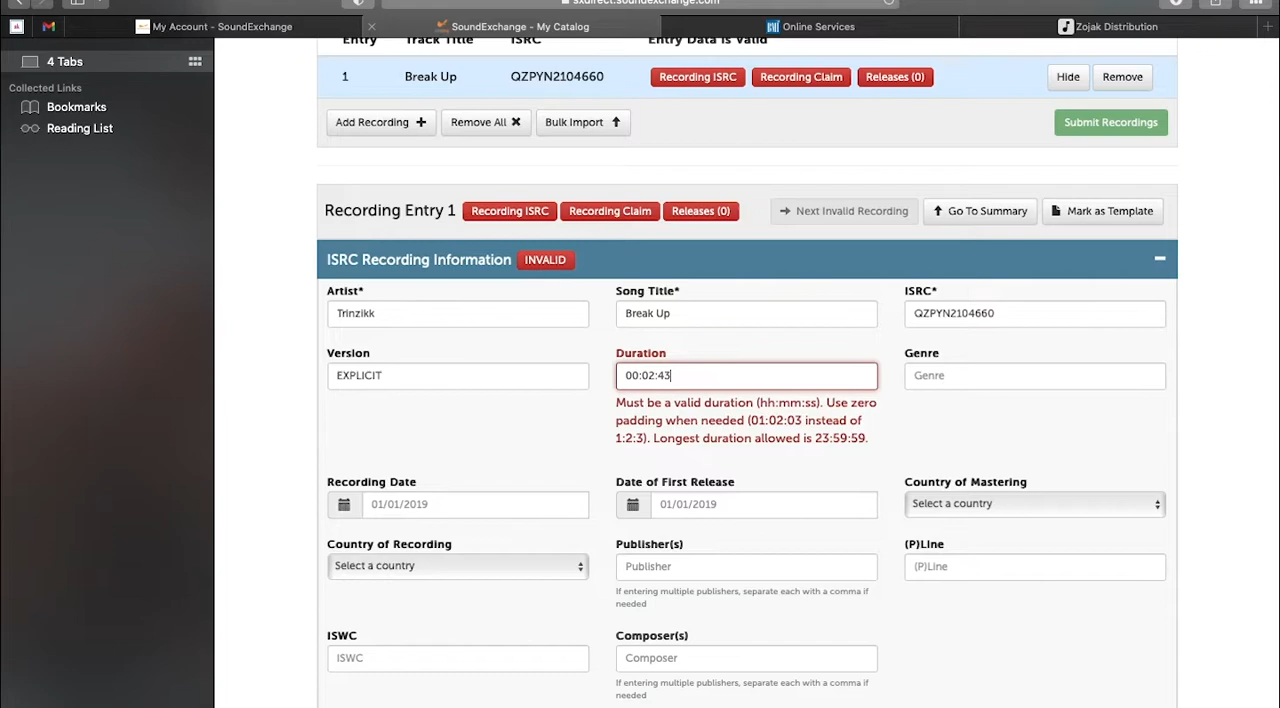 sxdirect.soundexchange.com
My Account - SoundExchange
SoundExchange - My Catalog
Online Services
Zojak Distribution
4 Tabs
Collected Links
Bookmarks
Reading List
Entry Track Title ISRC Entry Data is Valid
1 Break Up QZPYN2104660 Recording ISRC Recording Claim Releases (0) Hide Remove
Add Recording Remove All Bulk Import Submit Recordings
Recording Entry 1 Recording ISRC Recording Claim Releases (0) Next Invalid Recording Go To Summary Mark as Template
ISRC Recording Information INVALID
Artist* Song Title* ISRC*
Trinzikk Break Up QZPYN2104660
Version Duration Genre
EXPLICIT 00:02:43 Genre
Must be a valid duration (hh:mm:ss). Use zero
padding when needed (01:02:03 instead of
1:2:3). Longest duration allowed is 23:59:59.
Recording Date Date of First Release Country of Mastering
01/01/2019 01/01/2019 Select a country
Country of Recording Publisher(s) (P)Line
Select a country Publisher (P)Line
If entering multiple publishers, separate each with a comma if
needed
ISWC Composer(s)
ISWC Composer
If entering multiple publishers, separate each with a comma if
needed